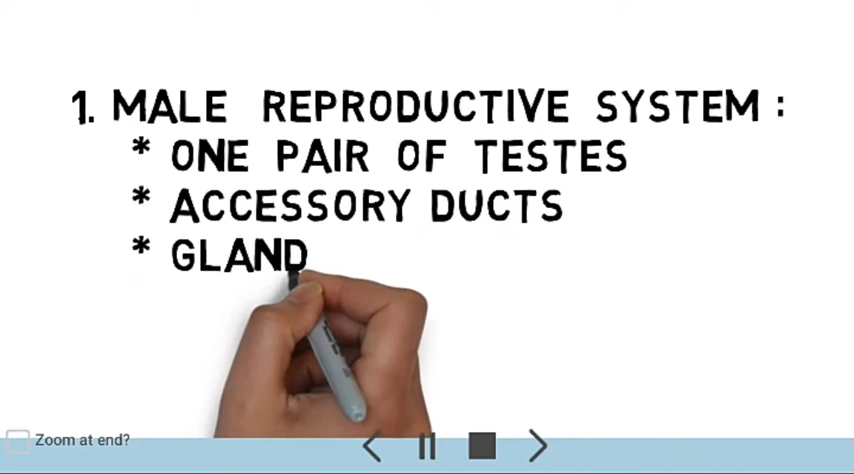 1. MALE REPRODUCTIVE SYSTEM :
* ONE PAIR OF TESTES
* ACCESSORY DUCTS
* GLAND
Zoom at end?